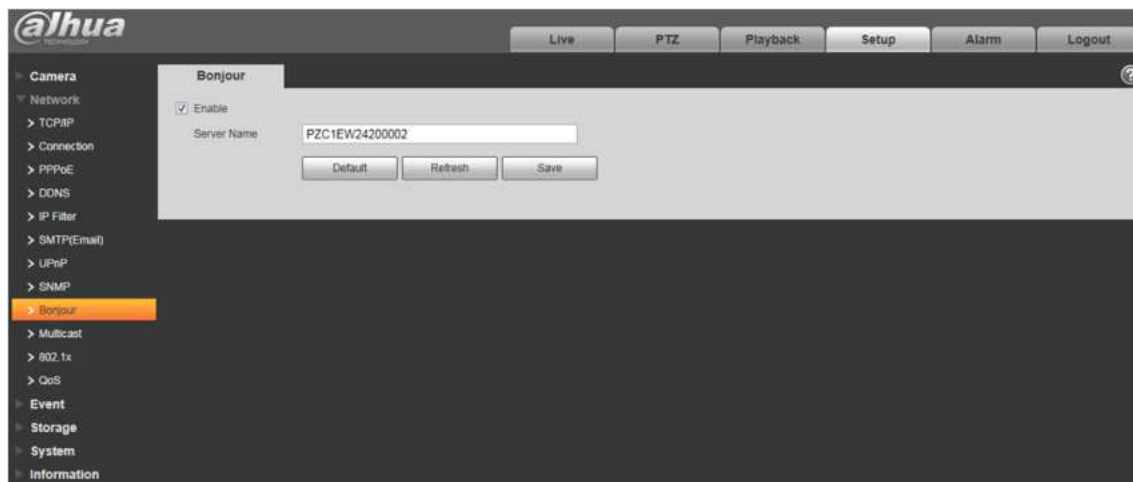 alhua
TECHNOLOGY
Live
PTZ
Playback
Setup
Alarm
Logout
Camera
Network
> TCP/IP
> Connection
> PPPoE
> DDNS
> IP Filter
> SMTP(Email)
> UPnP
> SNMP
> Bonjour
> Multicast
> 802.1x
> QoS
Event
Storage
System
Information
Bonjour
?
Enable
Server Name
PZC1EW24200002
Default
Refresh
Save